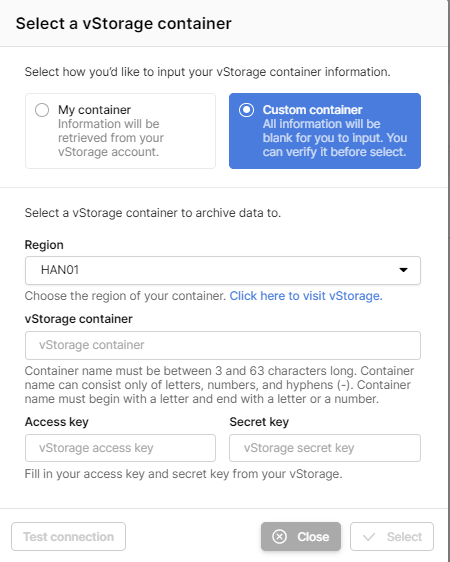 Select a vStorage container
Select how you’d like to input your vStorage container information.
My container
Information will be
retrieved from your
vStorage account.
Custom container
All information will be
blank for you to input. You
can verify it before select.
Select a vStorage container to archive data to.
Region
HAN01
Choose the region of your container. Click here to visit vStorage.
vStorage container
vStorage container
Container name must be between 3 and 63 characters long. Container
name can consist only of letters, numbers, and hyphens (-). Container
name must begin with a letter and end with a letter or a number.
Access key
Secret key
vStorage access key
vStorage secret key
Fill in your access key and secret key from your vStorage.
Test connection
Close
Select